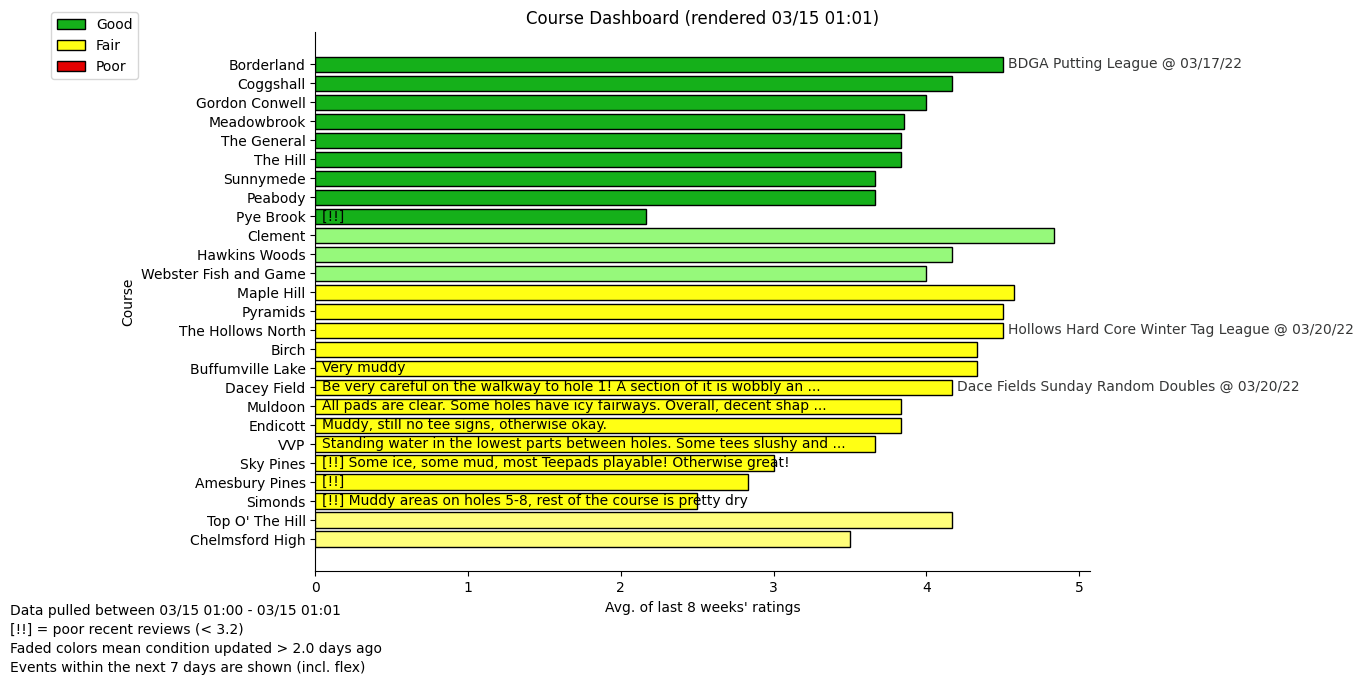 Course Dashboard (rendered 03/15 01:01)
Good
Fair
Poor
Course
Borderland
BDGA Putting League @ 03/17/22
Coggshall
Gordon Conwell
Meadowbrook
The General
The Hill
Sunnymede
Peabody
Pye Brook
[!!]
Clement
Hawkins Woods
Webster Fish and Game
Maple Hill
Pyramids
The Hollows North
Hollows Hard Core Winter Tag League @ 03/20/22
Birch
Buffumville Lake
Very muddy
Dacey Field
Be very careful on the walkway to hole 1! A section of it is wobbly an ...
Dace Fields Sunday Random Doubles @ 03/20/22
Muldoon
All pads are clear. Some holes have icy fairways. Overall, decent shap ...
Endicott
Muddy, still no tee signs, otherwise okay.
VVP
Standing water in the lowest parts between holes. Some tees slushy and ...
Sky Pines
[!!] Some ice, some mud, most Teepads playable! Otherwise great!
Amesbury Pines
[!!]
Simonds
[!!] Muddy areas on holes 5-8, rest of the course is pretty dry
Top O' The Hill
Chelmsford High
0 1 2 3 4 5
Avg. of last 8 weeks' ratings
Data pulled between 03/15 01:00 - 03/15 01:01
[!!] = poor recent reviews (< 3.2)
Faded colors mean condition updated > 2.0 days ago
Events within the next 7 days are shown (incl. flex)